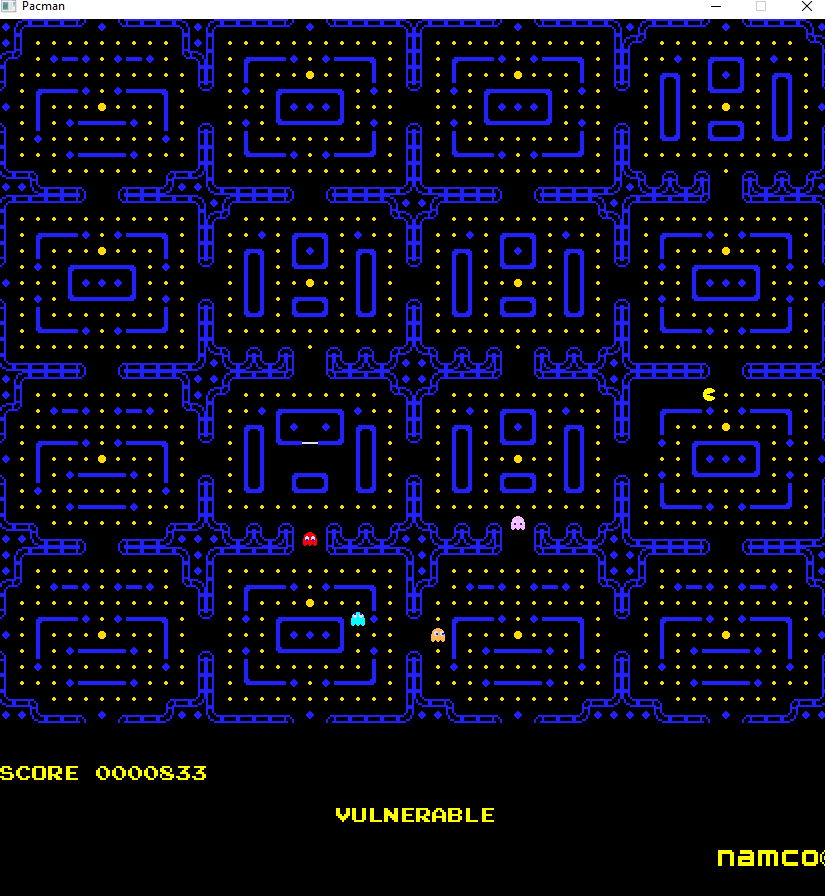 Pacman
SCORE 0000833
VULNERABLE
namco